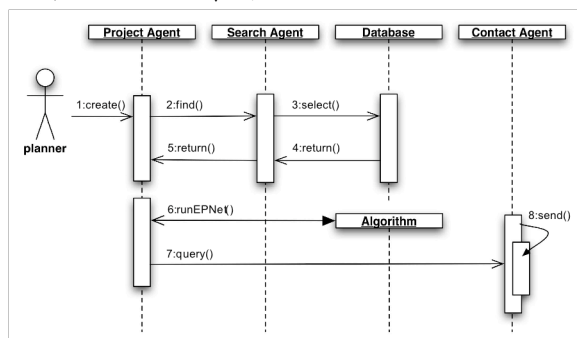 Project Agent
Search Agent
Database
Contact Agent
1:create()
2:find()
3:select()
5:return()
4:return()
planner
6:runEPNet()
Algorithm
8:send()
7:query()